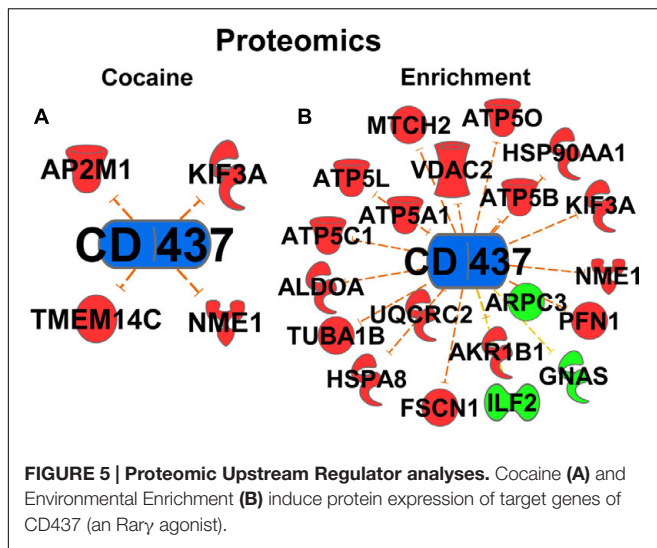 Proteomics
Cocaine
Enrichment
A
AP2M1
KIF3A
CD 437
TMEM14C
NME1
B
MTCH2
ATP5O
VDAC2
HSP90AA1
ATP5L
ATP5A1
ATP5B
KIF3A
ATP5C1
CD 437
NME1
ALDOA
ARPC3
UQCRC2
PFN1
TUBA1B
AKR1B1
HSPA8
GNAS
FSCN1
ILF2
FIGURE 5 | Proteomic Upstream Regulator analyses. Cocaine (A) and
Environmental Enrichment (B) induce protein expression of target genes of
CD437 (an Rarγ agonist).